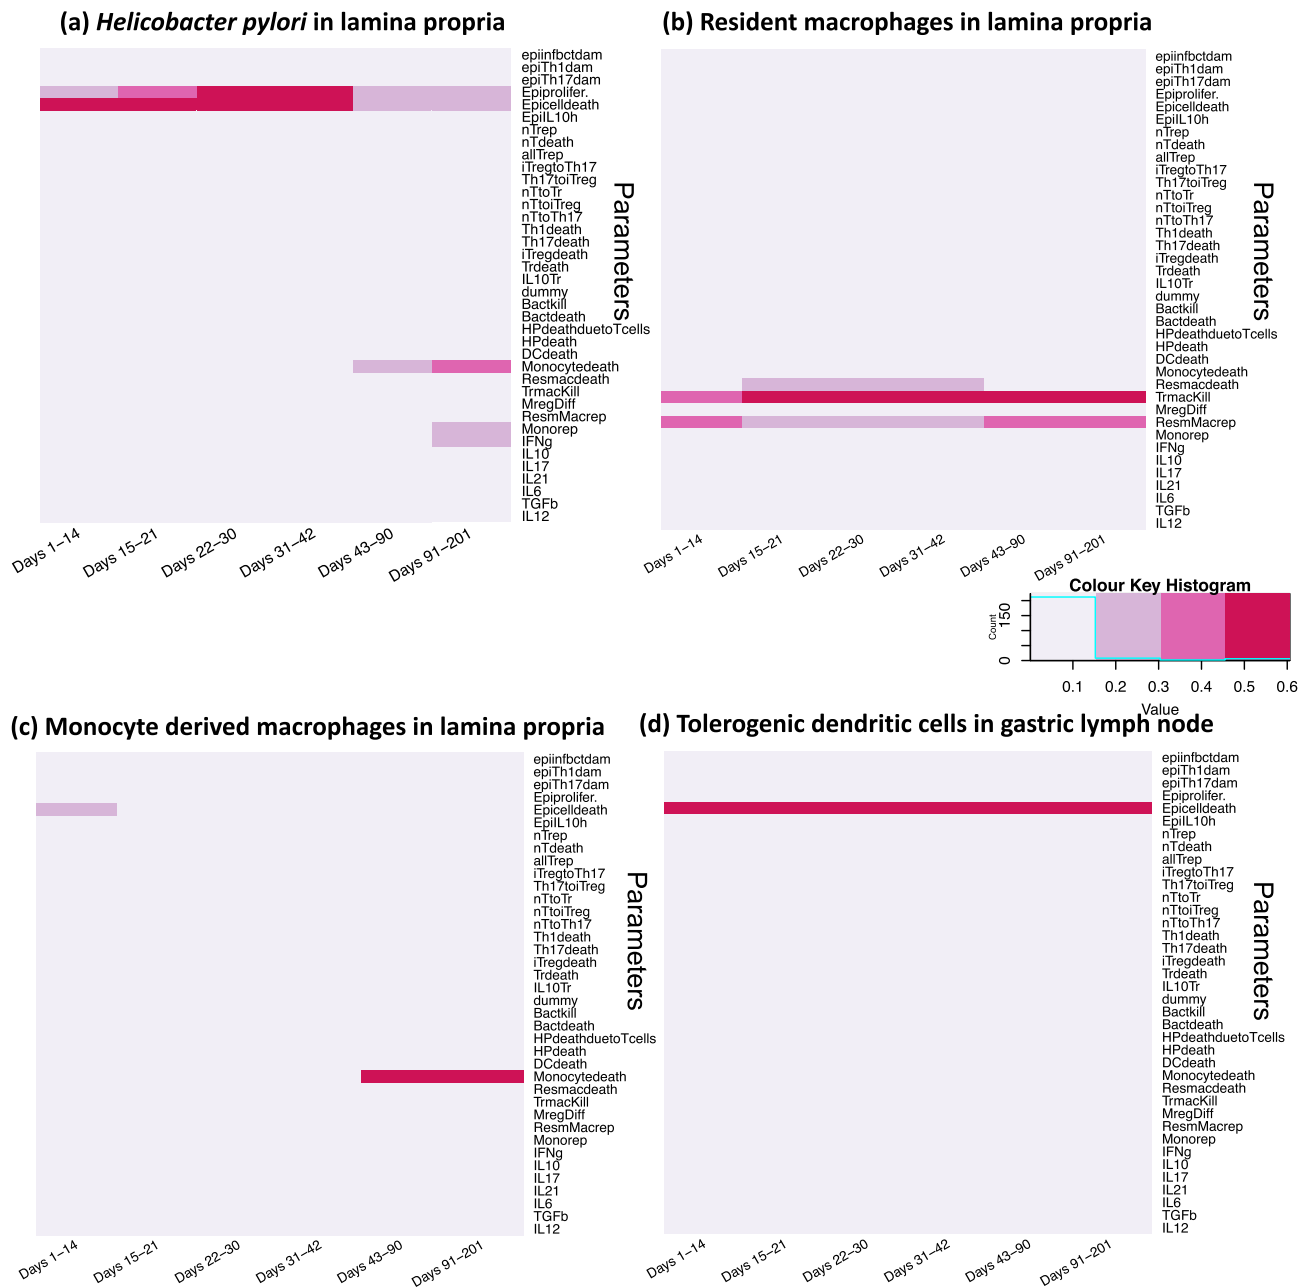 (a) Helicobacter pylori in lamina propria
epiinfbctdam
epiTh1dam
epiTh17dam
Epiprolifer.
Epicelldeath
EpiIL10h
nTrep
nTdeath
allTrep
iTregtoTh17
Th17toiTreg
nTtoTr
nTtoiTreg
nTtoTh17
Th1death
Th17death
iTregdeath
Trdeath
IL10Tr
dummy
Bactkill
Bactdeath
HPdeathduetoTcells
HPdeath
DCdeath
Monocytedeath
Resmacdeath
TrmacKill
MregDiff
ResmMacrep
Monorep
IFNg
IL10
IL17
IL21
IL6
TGFb
IL12
Parameters
Days 1–14
Days 15–21
Days 22–30
Days 31–42
Days 43–90
Days 91–201
(b) Resident macrophages in lamina propria
epiinfbctdam
epiTh1dam
epiTh17dam
Epiprolifer.
Epicelldeath
EpiIL10h
nTrep
nTdeath
allTrep
iTregtoTh17
Th17toiTreg
nTtoTr
nTtoiTreg
nTtoTh17
Th1death
Th17death
iTregdeath
Trdeath
IL10Tr
dummy
Bactkill
Bactdeath
HPdeathduetoTcells
HPdeath
DCdeath
Monocytedeath
Resmacdeath
TrmacKill
MregDiff
ResmMacrep
Monorep
IFNg
IL10
IL17
IL21
IL6
TGFb
IL12
Parameters
Days 1–14
Days 15–21
Days 22–30
Days 31–42
Days 43–90
Days 91–201
Colour Key Histogram
Count
150
0
0.1 0.2 0.3 0.4 0.5 0.6
Value
(c) Monocyte derived macrophages in lamina propria
epiinfbctdam
epiTh1dam
epiTh17dam
Epiprolifer.
Epicelldeath
EpiIL10h
nTrep
nTdeath
allTrep
iTregtoTh17
Th17toiTreg
nTtoTr
nTtoiTreg
nTtoTh17
Th1death
Th17death
iTregdeath
Trdeath
IL10Tr
dummy
Bactkill
Bactdeath
HPdeathduetoTcells
HPdeath
DCdeath
Monocytedeath
Resmacdeath
TrmacKill
MregDiff
ResmMacrep
Monorep
IFNg
IL10
IL17
IL21
IL6
TGFb
IL12
Parameters
Days 1–14
Days 15–21
Days 22–30
Days 31–42
Days 43–90
Days 91–201
(d) Tolerogenic dendritic cells in gastric lymph node
epiinfbctdam
epiTh1dam
epiTh17dam
Epiprolifer.
Epicelldeath
EpiIL10h
nTrep
nTdeath
allTrep
iTregtoTh17
Th17toiTreg
nTtoTr
nTtoiTreg
nTtoTh17
Th1death
Th17death
iTregdeath
Trdeath
IL10Tr
dummy
Bactkill
Bactdeath
HPdeathduetoTcells
HPdeath
DCdeath
Monocytedeath
Resmacdeath
TrmacKill
MregDiff
ResmMacrep
Monorep
IFNg
IL10
IL17
IL21
IL6
TGFb
IL12
Parameters
Days 1–14
Days 15–21
Days 22–30
Days 31–42
Days 43–90
Days 91–201